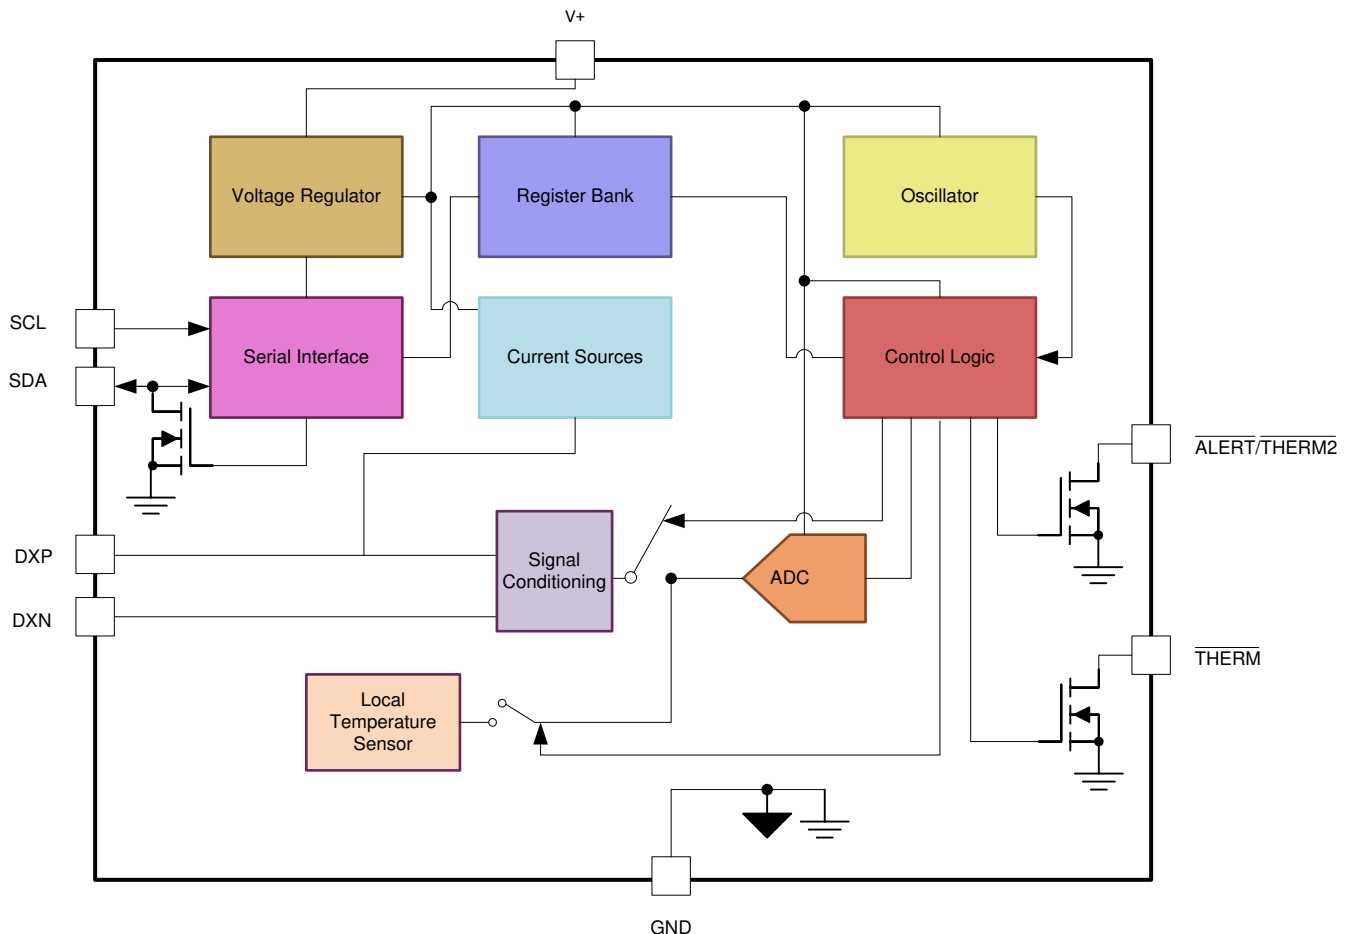 V+
Voltage Regulator
Register Bank
Oscillator
SCL
Serial Interface
Current Sources
Control Logic
SDA
ALERT/THERM2
DXP
Signal
Conditioning
ADC
DXN
THERM
Local
Temperature
Sensor
GND